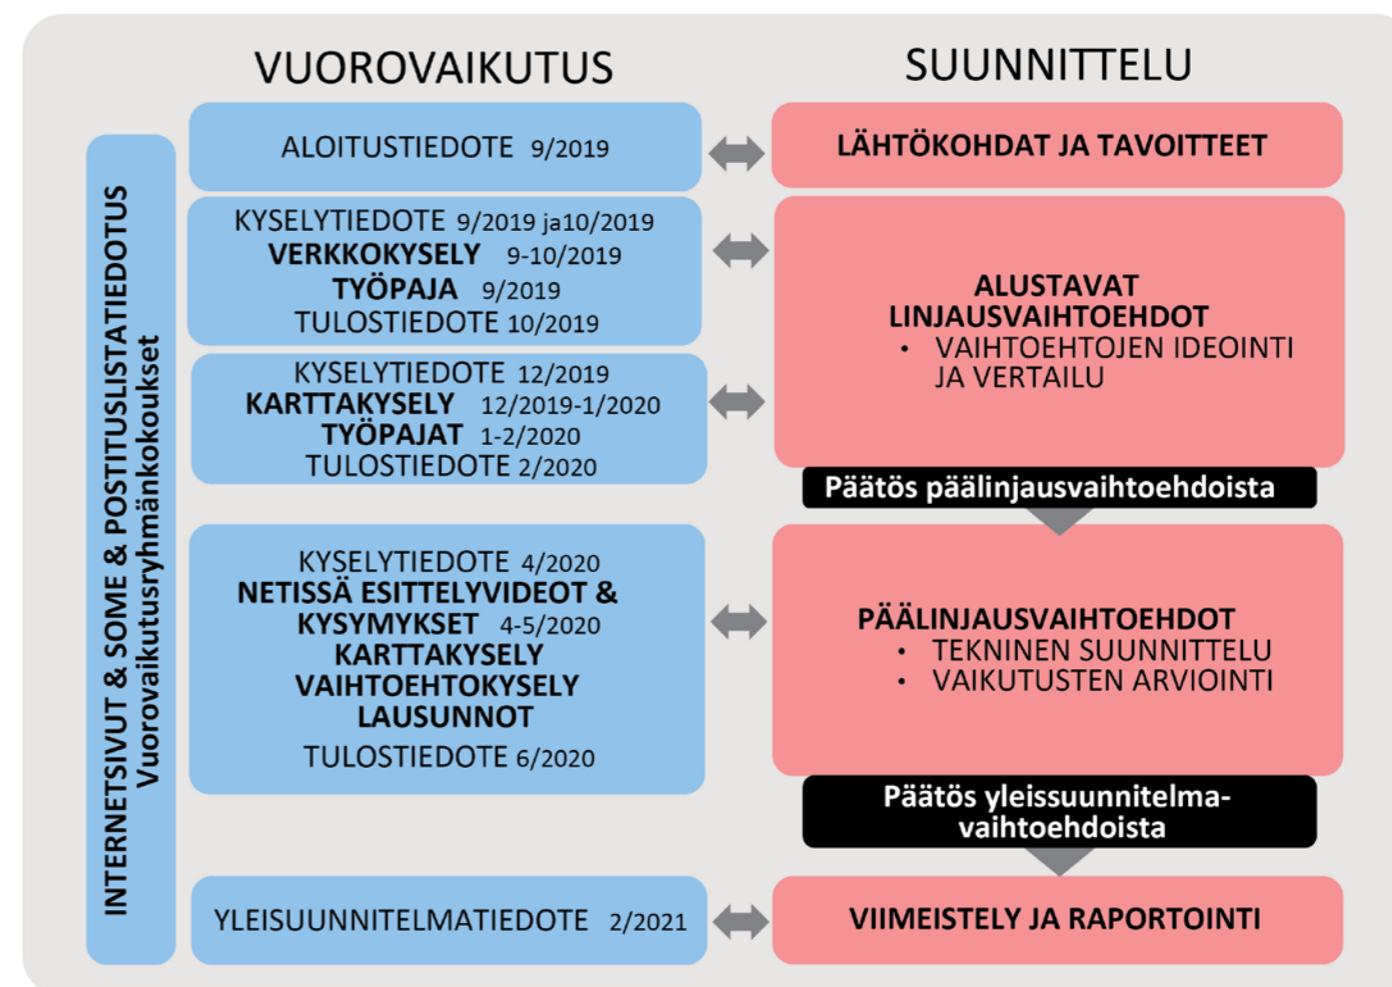 VUOROVAIKUTUS
SUUNNITTELU
INTERNETSIVUT & SOME & POSTITUSLISTATIEDOTUS
Vuorovaikutusryhmänkokoukset
ALOITUSTIEDOTE 9/2019
LÄHTÖKOHDAT JA TAVOITTEET
KYSELYTIEDOTE 9/2019 ja10/2019
VERKKOKYSELY 9-10/2019
TYÖPAJA 9/2019
TULOSTIEDOTE 10/2019
KYSELYTIEDOTE 12/2019
KARTTAKYSELY 12/2019-1/2020
TYÖPAJAT 1-2/2020
TULOSTIEDOTE 2/2020
ALUSTAVAT
LINJAUSVAIHTOEHDOT
• VAIHTOEHTOJEN IDEOINTI
JA VERTAILU
Päätös päälinjausvaihtoehdoista
KYSELYTIEDOTE 4/2020
NETISSÄ ESITTELYVIDEOT &
KYSYMYKSET 4-5/2020
KARTTAKYSELY
VAIHTOEHTOKYSELY
LAUSUNNOT
TULOSTIEDOTE 6/2020
PÄÄLINJAUSVAIHTOEHDOT
• TEKNINEN SUUNNITTELU
• VAIKUTUSTEN ARVIOINTI
Päätös yleissuunnitelma-
vaihtoehdoista
YLEISUUNNITELMATIEDOTE 2/2021
VIIMEISTELY JA RAPORTOINTI